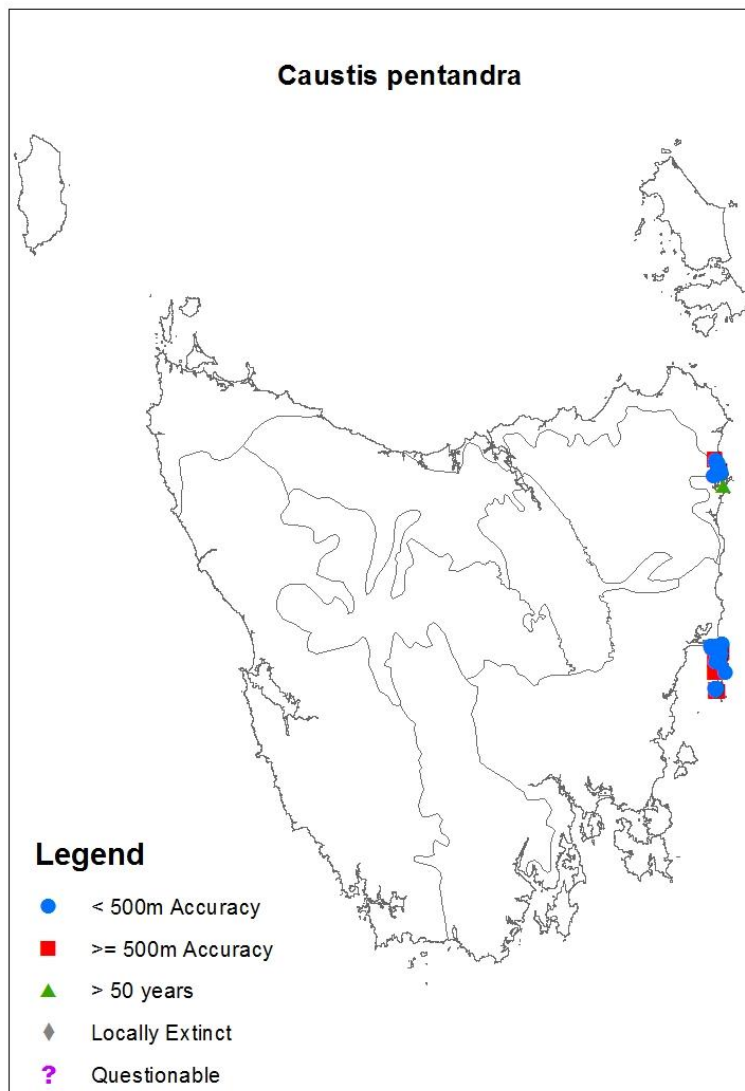 Caustis pentandra
Legend
< 500m Accuracy
>= 500m Accuracy
> 50 years
Locally Extinct
? Questionable